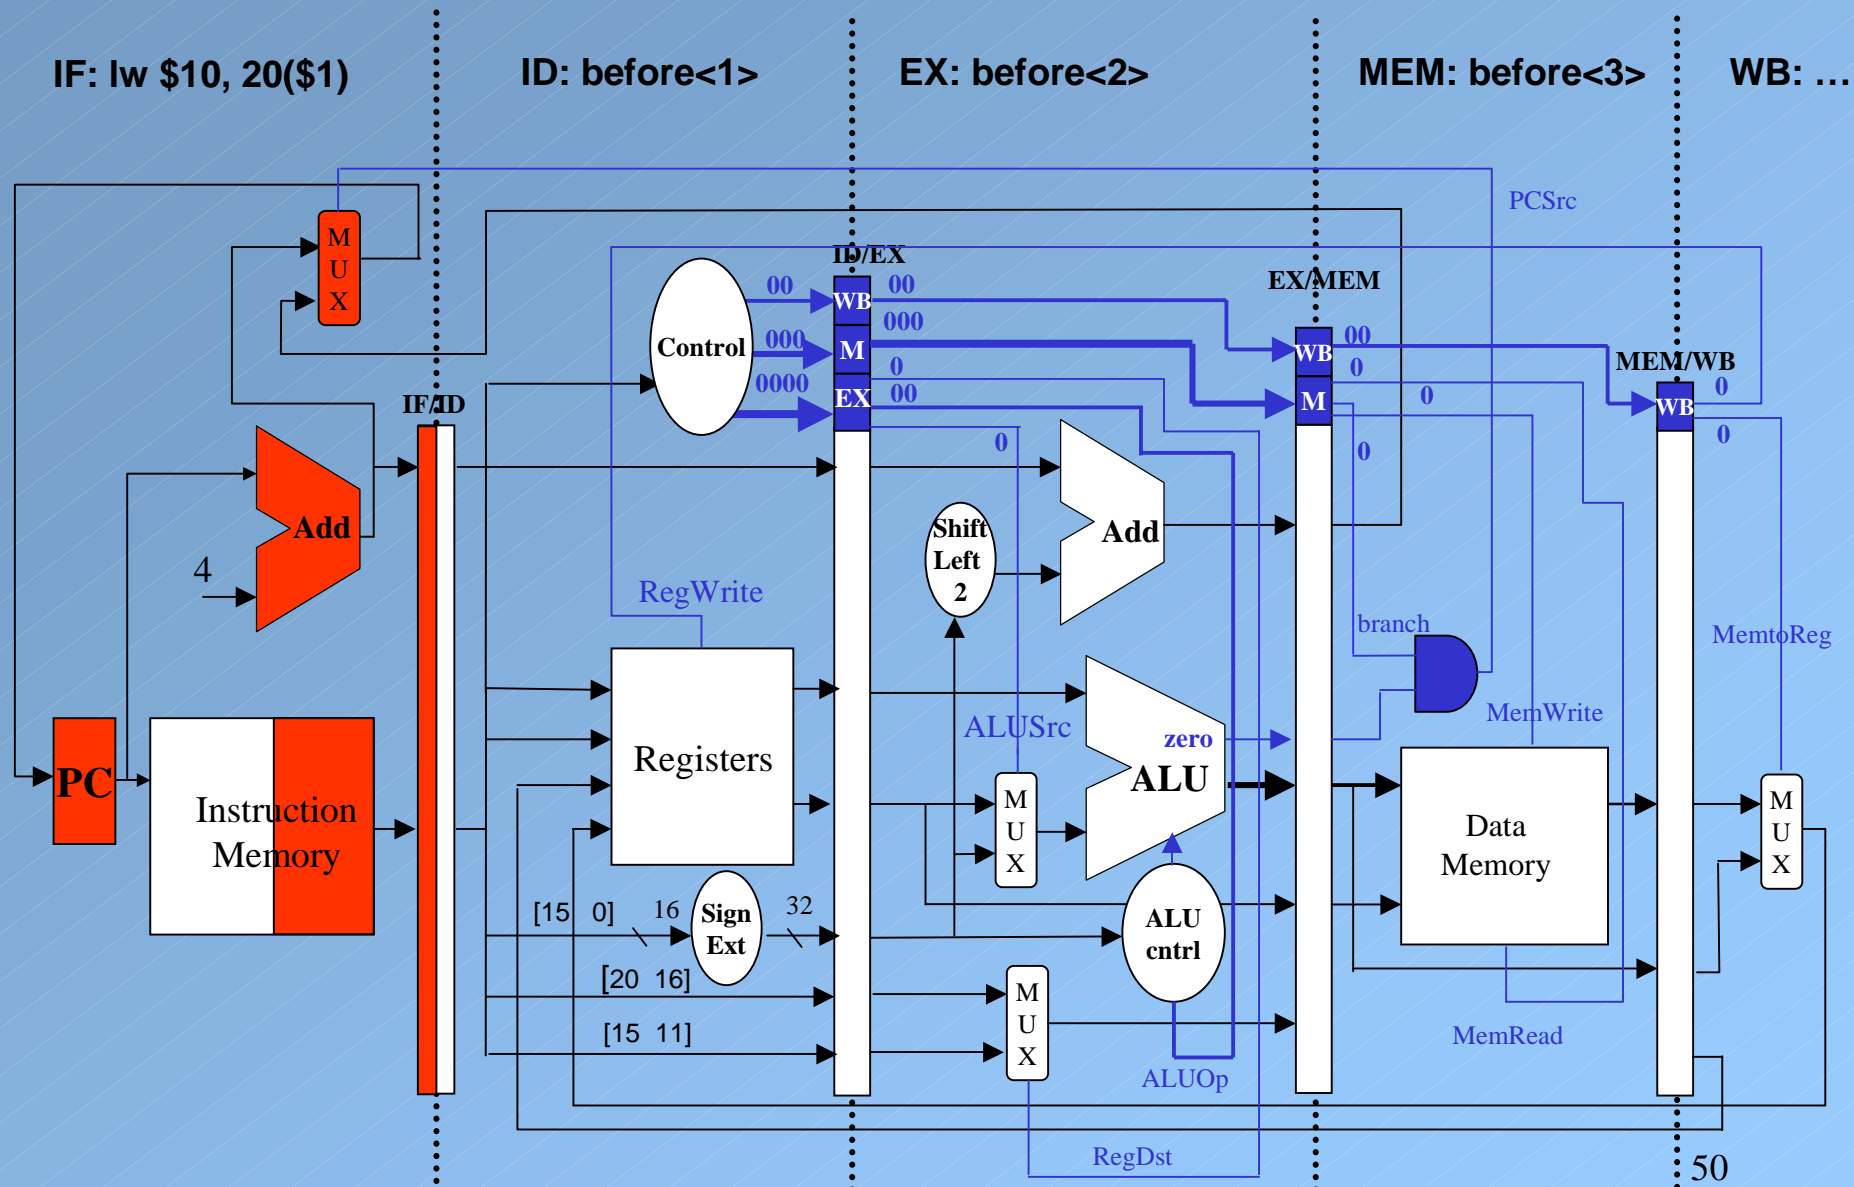 IF: lw $10, 20($1)
ID: before<1>
EX: before<2>
MEM: before<3>
WB: ...
PCSrc
M
U
X
ID/EX
EX/MEM
MEM/WB
IF/ID
Control
00
000
0000
WB
M
EX
00
000
0
00
0
WB
M
00
0
0
0
WB
0
0
Add
4
Shift
Left
2
Add
RegWrite
branch
MemtoReg
MemWrite
ALUSrc
zero
ALU
PC
Instruction
Memory
Registers
M
U
X
Data
Memory
M
U
X
[15 0]
16
Sign
Ext
32
ALU
cntrl
[20 16]
[15 11]
M
U
X
MemRead
ALUOp
RegDst
50